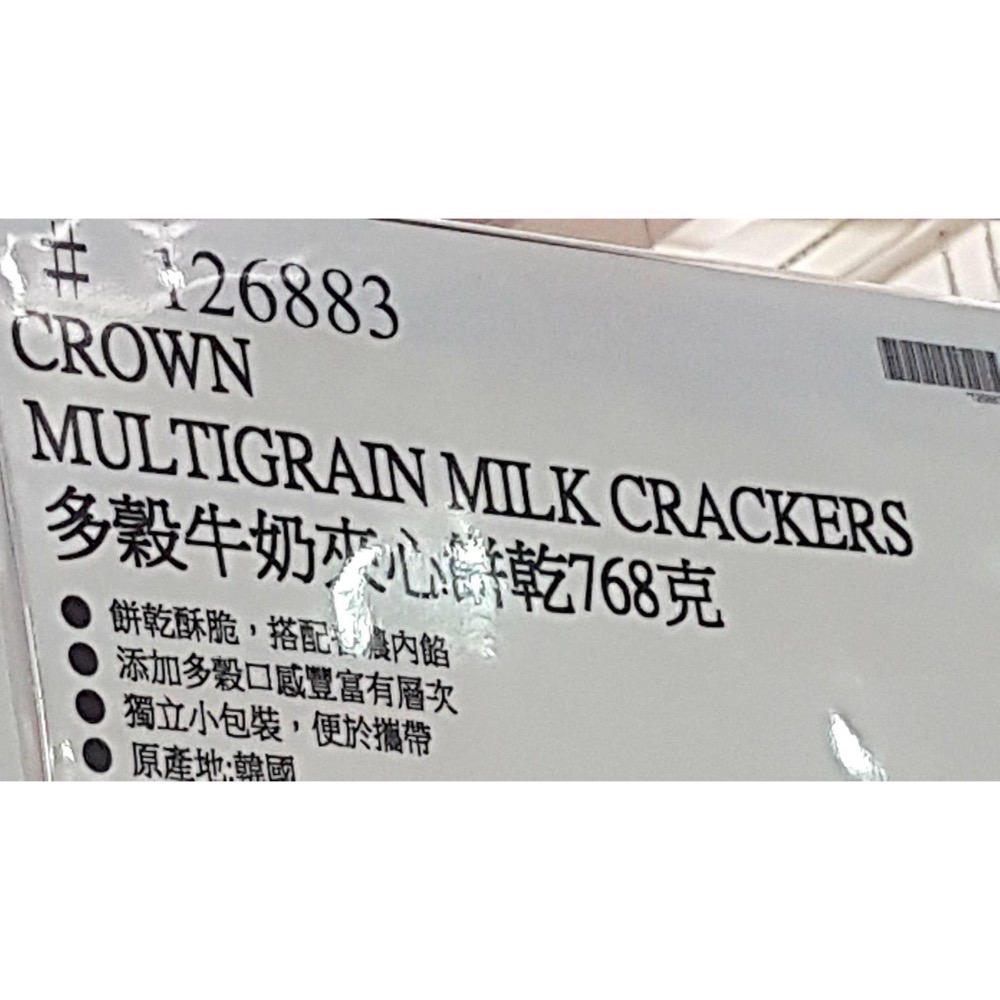 # 126883
CROWN
MULTIGRAIN MILK CRACKERS
多穀牛奶夾心餅乾768克
● 餅乾酥脆，搭配香濃內餡
● 添加多穀口感豐富有層次
● 獨立小包裝，便於攜帶
● 原產地:韓國